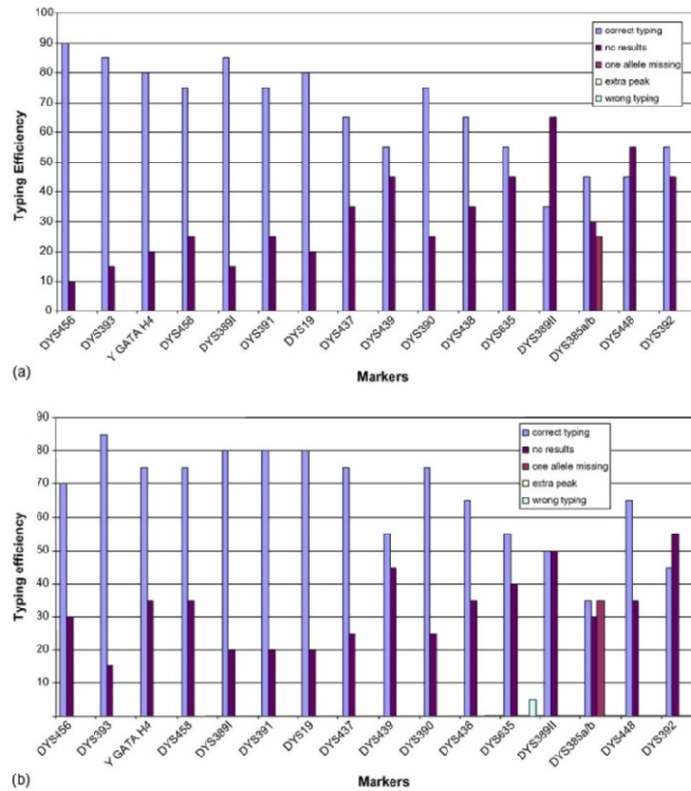 100
90
80
70
60
50
40
30
20
10
0
Typing Efficiency
correct typing
no results
one allele missing
extra peak
wrong typing
DYS456
DYS393
Y GATA H4
DYS458
DYS389I
DYS391
DYS19
DYS437
DYS439
DYS390
DYS438
DYS635
DYS389II
DYS385a/b
DYS448
DYS392
(a)
Markers
90
80
70
60
50
40
30
20
10
Typing efficiency
correct typing
no results
one allele missing
extra peak
wrong typing
DYS456
DYS393
Y GATA H4
DYS458
DYS389I
DYS391
DYS19
DYS437
DYS439
DYS390
DYS438
DYS635
DYS389II
DYS385a/b
DYS448
DYS392
(b)
Markers